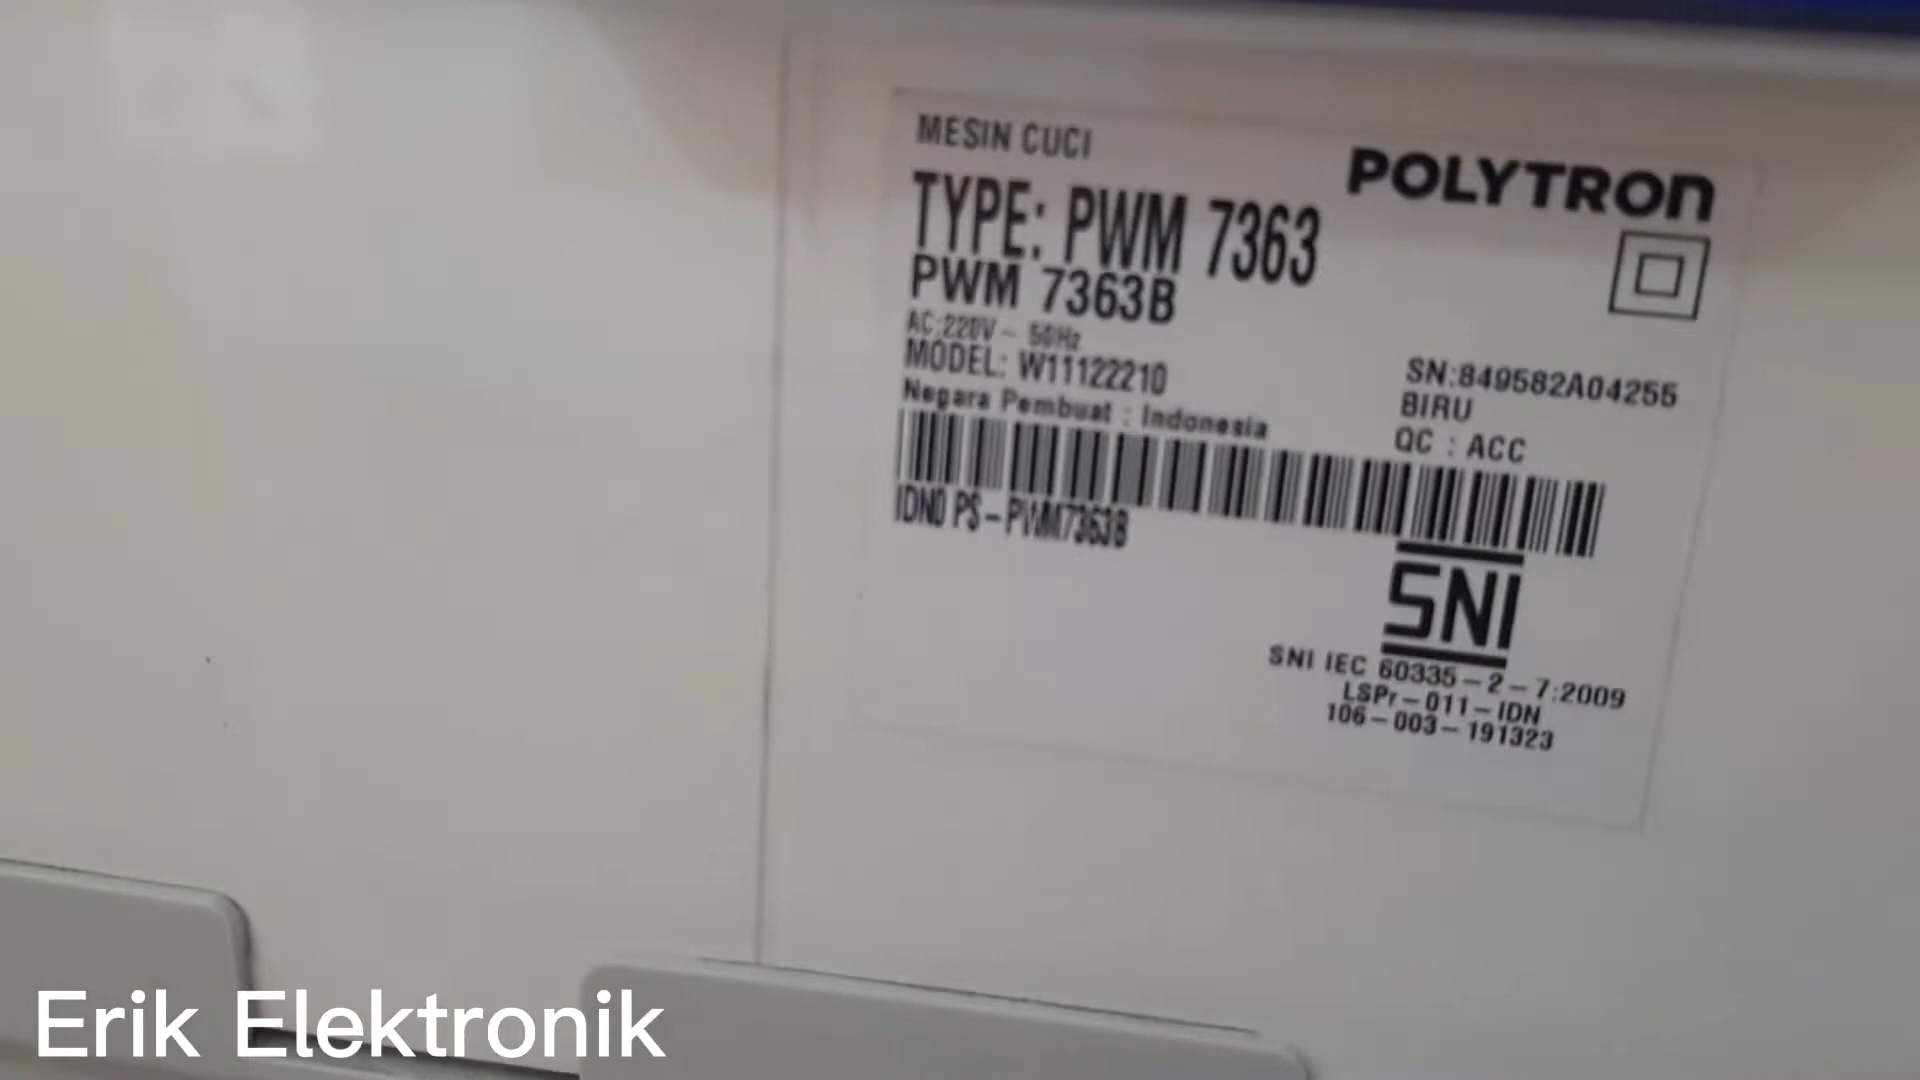 MESIN CUCI
POLYTRON
TYPE: PWM 7363
PWM 7363B
AC:220V ~ 50Hz
MODEL: W11122210
Negara Pembuat : Indonesia
SN:849582A04255
BIRU
QC : ACC
IDNO PS-PWM7363B
SNI
SNI IEC 60335-2-7:2009
LSPr-011-IDN
106-003-191323
Erik Elektronik